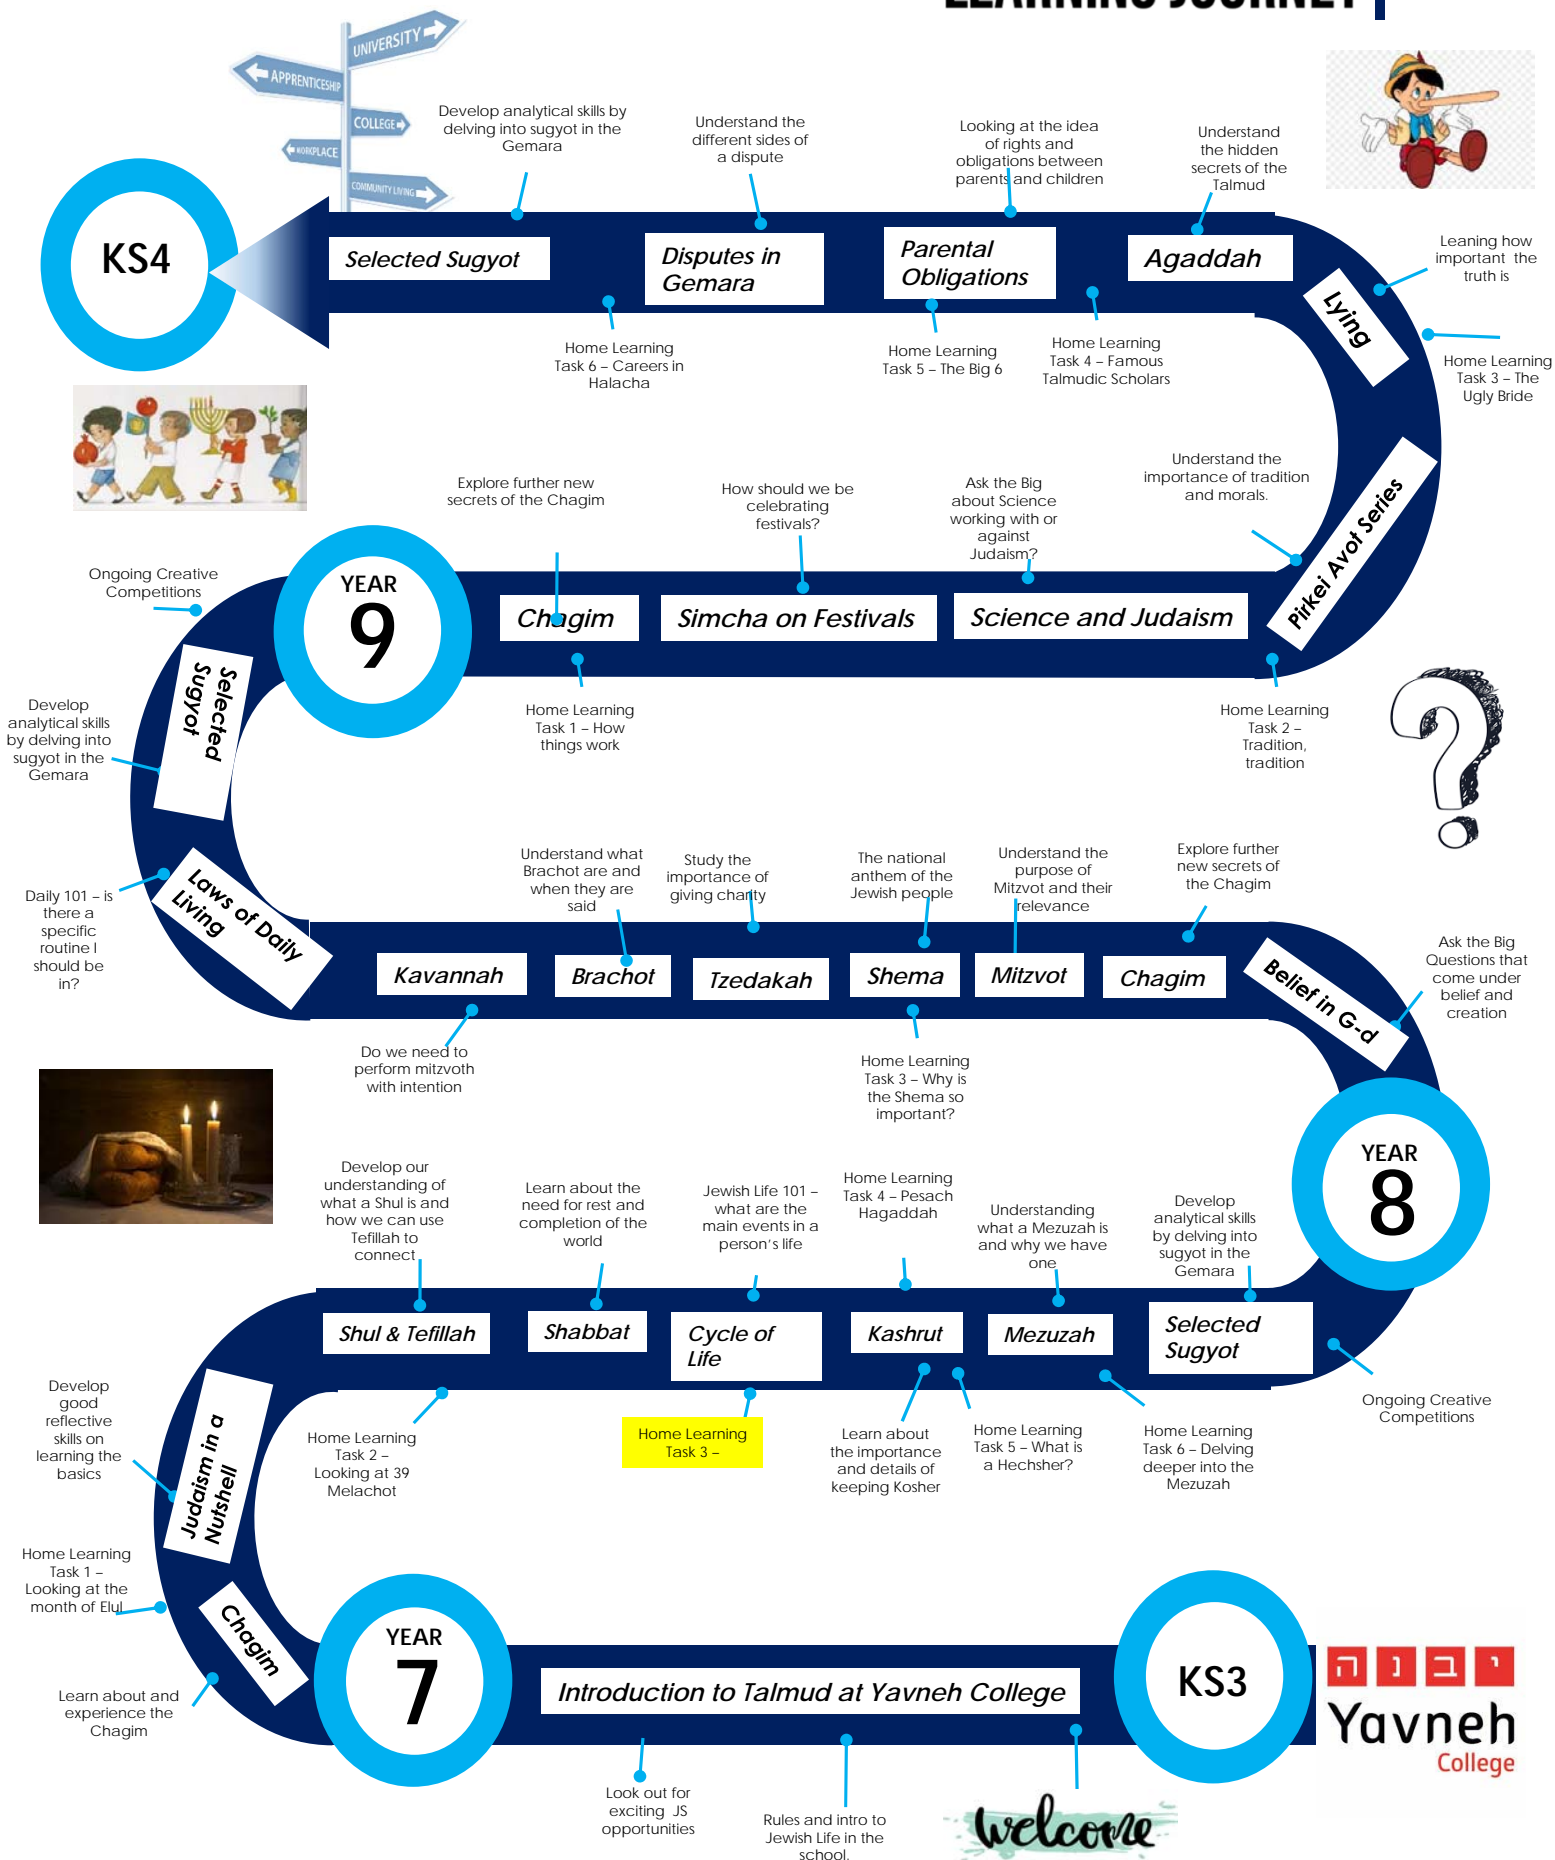 LEARNING JOURNEY
UNIVERSITY
APPRENTICESHIP
COLLEGE
WORKPLACE
COMMUNITY LIVING
Develop analytical skills by
delving into sugyot in the
Gemara
Understand the
different sides of
a dispute
Looking at the idea
of rights and
obligations between
parents and children
Understand
the hidden
secrets of the
Talmud
KS4
Selected Sugyot
Disputes in
Gemara
Parental
Obligations
Agaddah
Lying
Leaning how
important the
truth is
Home Learning
Task 6 – Careers in
Halacha
Home Learning
Task 5 – The Big 6
Home Learning
Task 4 – Famous
Talmudic Scholars
Home Learning
Task 3 – The
Ugly Bride
Explore further new
secrets of the Chagim
How should we be
celebrating
festivals?
Ask the Big
about Science
working with or
against
Judaism?
Understand the
importance of tradition
and morals.
Pirkei Avot Series
Ongoing Creative
Competitions
YEAR
9
Chagim
Simcha on Festivals
Science and Judaism
Selected
Sugyot
Develop
analytical skills
by delving into
sugyot in the
Gemara
Home Learning
Task 1 – How
things work
Home Learning
Task 2 –
Tradition,
tradition
Daily 101 – is
there a
specific
routine I
should be
in?
Laws of Daily
Living
Understand what
Brachot are and
when they are
said
Study the
importance of
giving charity
The national
anthem of the
Jewish people
Understand the
purpose of
Mitzvot and their
relevance
Explore further
new secrets of
the Chagim
Kavannah
Brachot
Tzedakah
Shema
Mitzvot
Chagim
Belief in G-d
Ask the Big
Questions that
come under
belief and
creation
Do we need to
perform mitzvoth
with intention
Home Learning
Task 3 – Why is
the Shema so
important?
YEAR
8
Develop our
understanding of
what a Shul is and
how we can use
Tefillah to
connect
Learn about the
need for rest and
completion of the
world
Jewish Life 101 –
what are the
main events in a
person's life
Home Learning
Task 4 – Pesach
Hagaddah
Understanding
what a Mezuzah is
and why we have
one
Develop
analytical skills
by delving into
sugyot in the
Gemara
Shul & Tefillah
Shabbat
Cycle of
Life
Kashrut
Mezuzah
Selected
Sugyot
Develop
good
reflective
skills on
learning the
basics
Judaism in a
Nutshell
Home Learning
Task 2 –
Looking at 39
Melachot
Home Learning
Task 3 –
Learn about
the importance
and details of
keeping Kosher
Home Learning
Task 5 – What is
a Hechsher?
Home Learning
Task 6 – Delving
deeper into the
Mezuzah
Ongoing Creative
Competitions
Home Learning
Task 1 –
Looking at the
month of Elul
Chagim
Learn about and
experience the
Chagim
YEAR
7
Introduction to Talmud at Yavneh College
KS3
יבנה
Yavneh
College
Look out for
exciting JS
opportunities
Rules and intro to
Jewish Life in the
school.
welcome